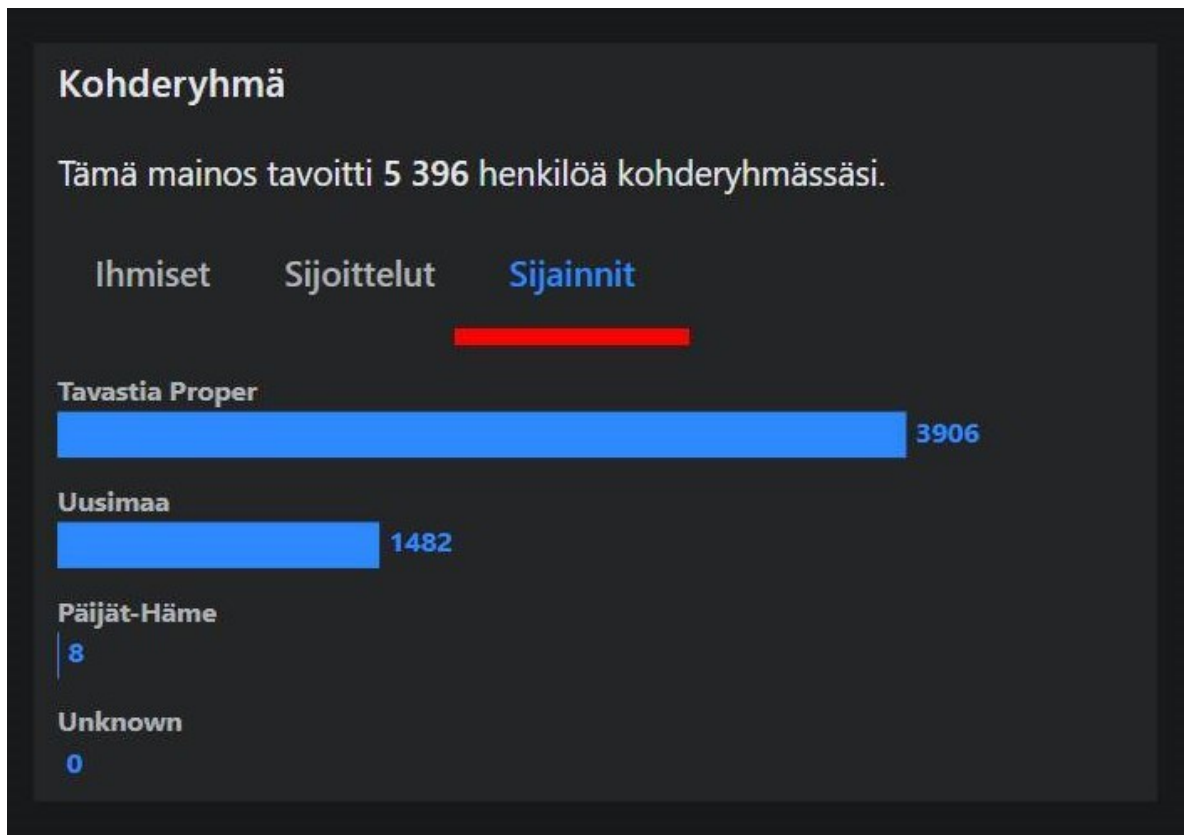 Kohderyhmä
Tämä mainos tavoitti 5 396 henkilöä kohderyhmässäsi.
Ihmiset Sijoittelut Sijainnit
Tavastia Proper
3906
Uusimaa
1482
Päijät-Häme
8
Unknown
0